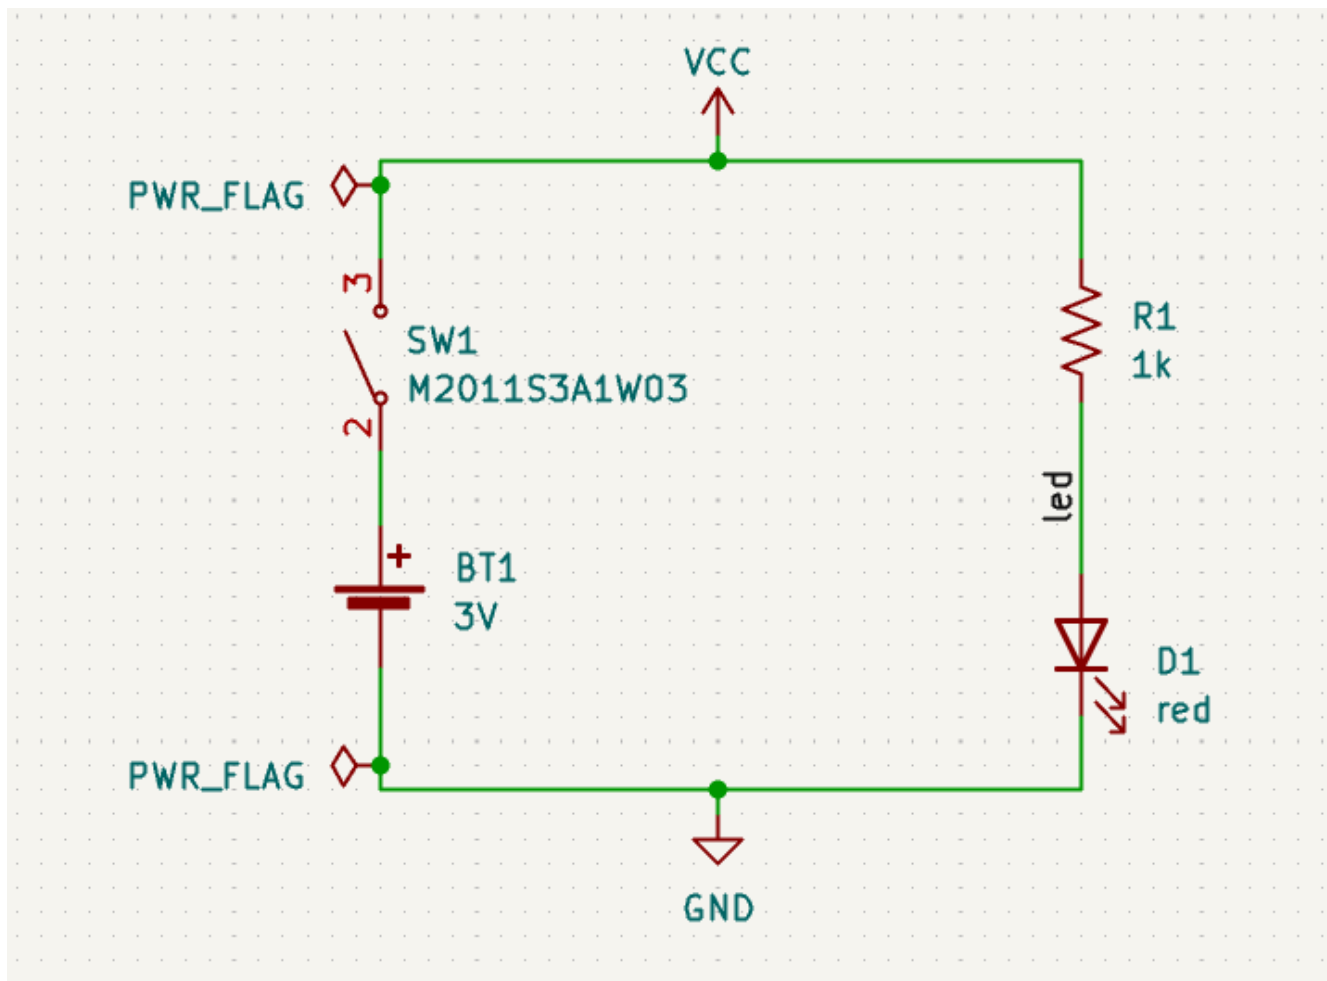 VCC
PWR_FLAG
3
SW1
M2011S3A1W03
2
R1
1k
led
+
BT1
3V
D1
red
PWR_FLAG
GND